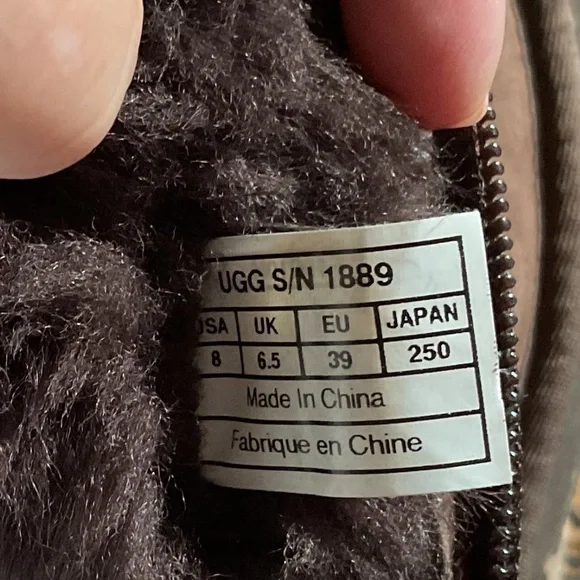 UGG S/N 1889
USA UK EU JAPAN
8 6.5 39 250
Made In China
Fabrique en Chine